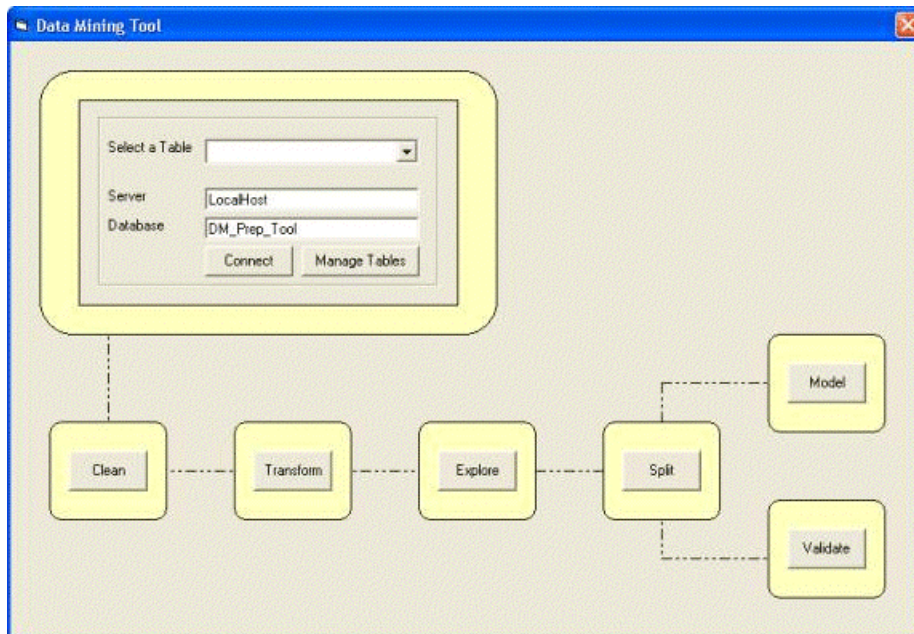 Data Mining Tool
Select a Table
Server LocalHost
Database DM_Prep_Tool
Connect Manage Tables
Model
Clean Transform Explore Split
Validate